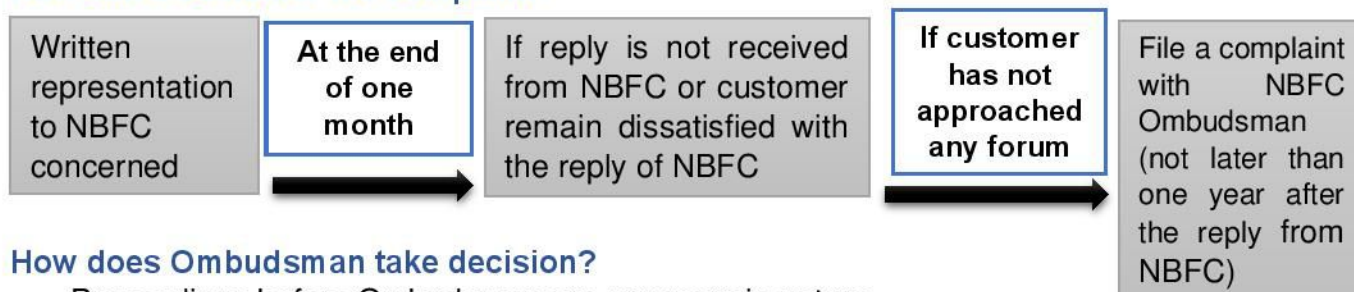 Written
representation
to NBFC
concerned
At the end
of one
month
If reply is not received
from NBFC or customer
remain dissatisfied with
the reply of NBFC
If customer
has not
approached
any forum
File a complaint
with NBFC
Ombudsman
(not later than
one year after
the reply from
NBFC)
How does Ombudsman take decision?